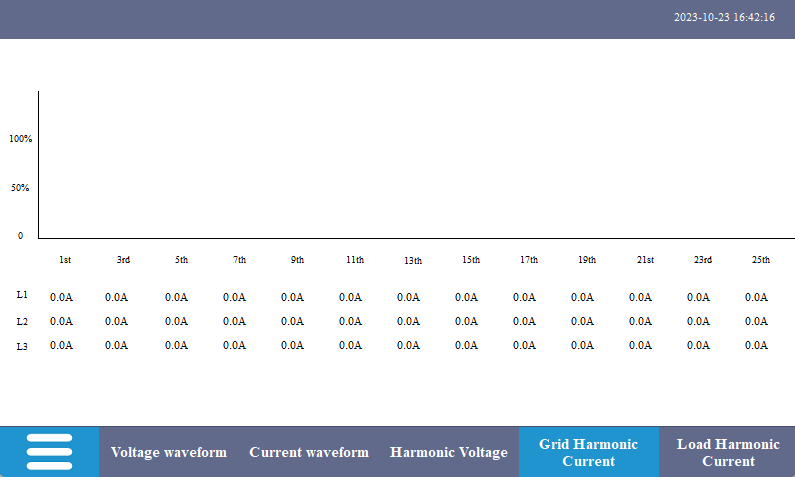 2023-10-23 16:42:16
100%
50%
0
1st 3rd 5th 7th 9th 11th 13th 15th 17th 19th 21st 23rd 25th
L1 0.0A 0.0A 0.0A 0.0A 0.0A 0.0A 0.0A 0.0A 0.0A 0.0A 0.0A 0.0A 0.0A
L2 0.0A 0.0A 0.0A 0.0A 0.0A 0.0A 0.0A 0.0A 0.0A 0.0A 0.0A 0.0A 0.0A
L3 0.0A 0.0A 0.0A 0.0A 0.0A 0.0A 0.0A 0.0A 0.0A 0.0A 0.0A 0.0A 0.0A
Voltage waveform
Current waveform
Harmonic Voltage
Grid Harmonic
Current
Load Harmonic
Current